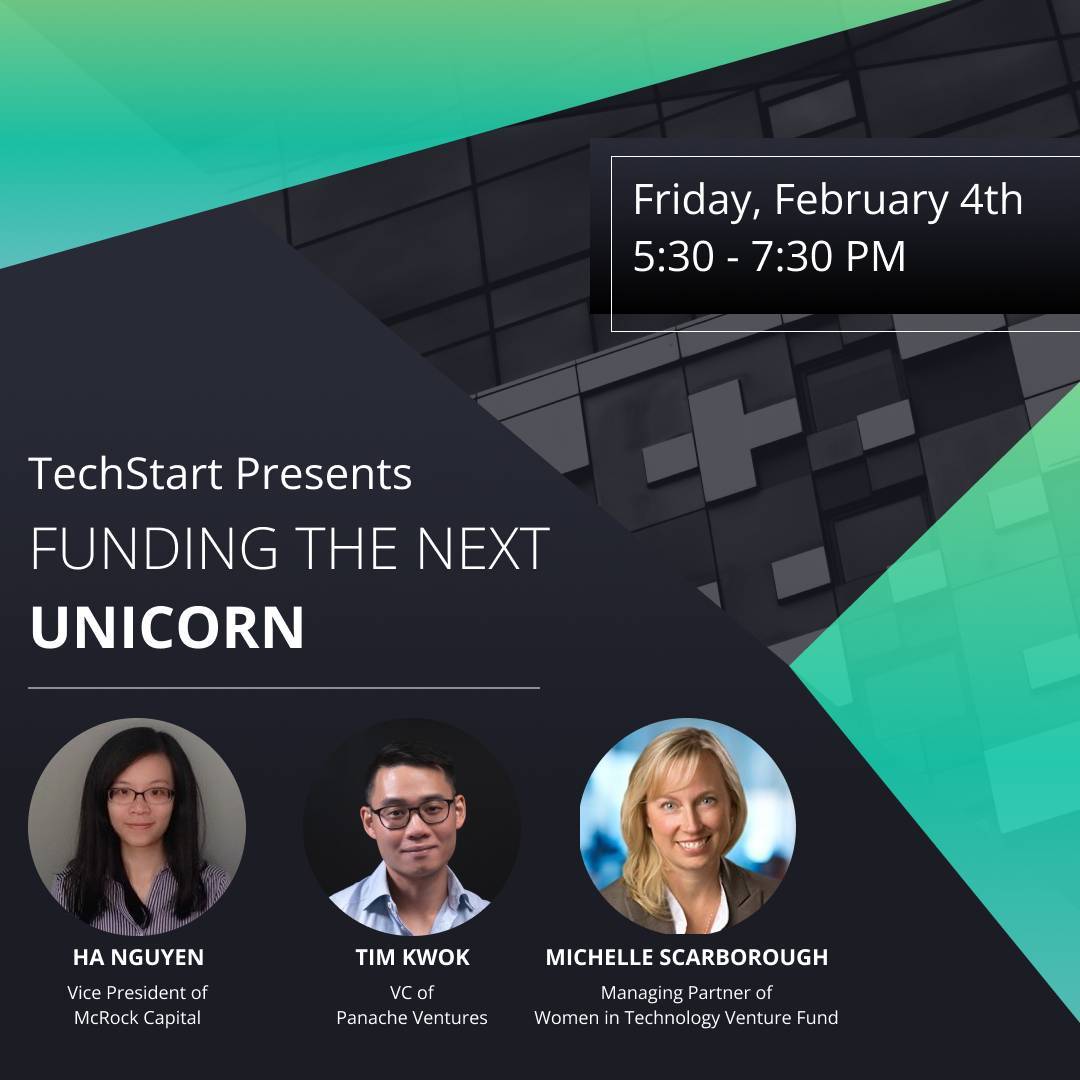 Friday, February 4th
5:30 - 7:30 PM
TechStart Presents
FUNDING THE NEXT
UNICORN
HA NGUYEN
Vice President of
McRock Capital
TIM KWOK
VC of
Panache Ventures
MICHELLE SCARBOROUGH
Managing Partner of
Women in Technology Venture Fund